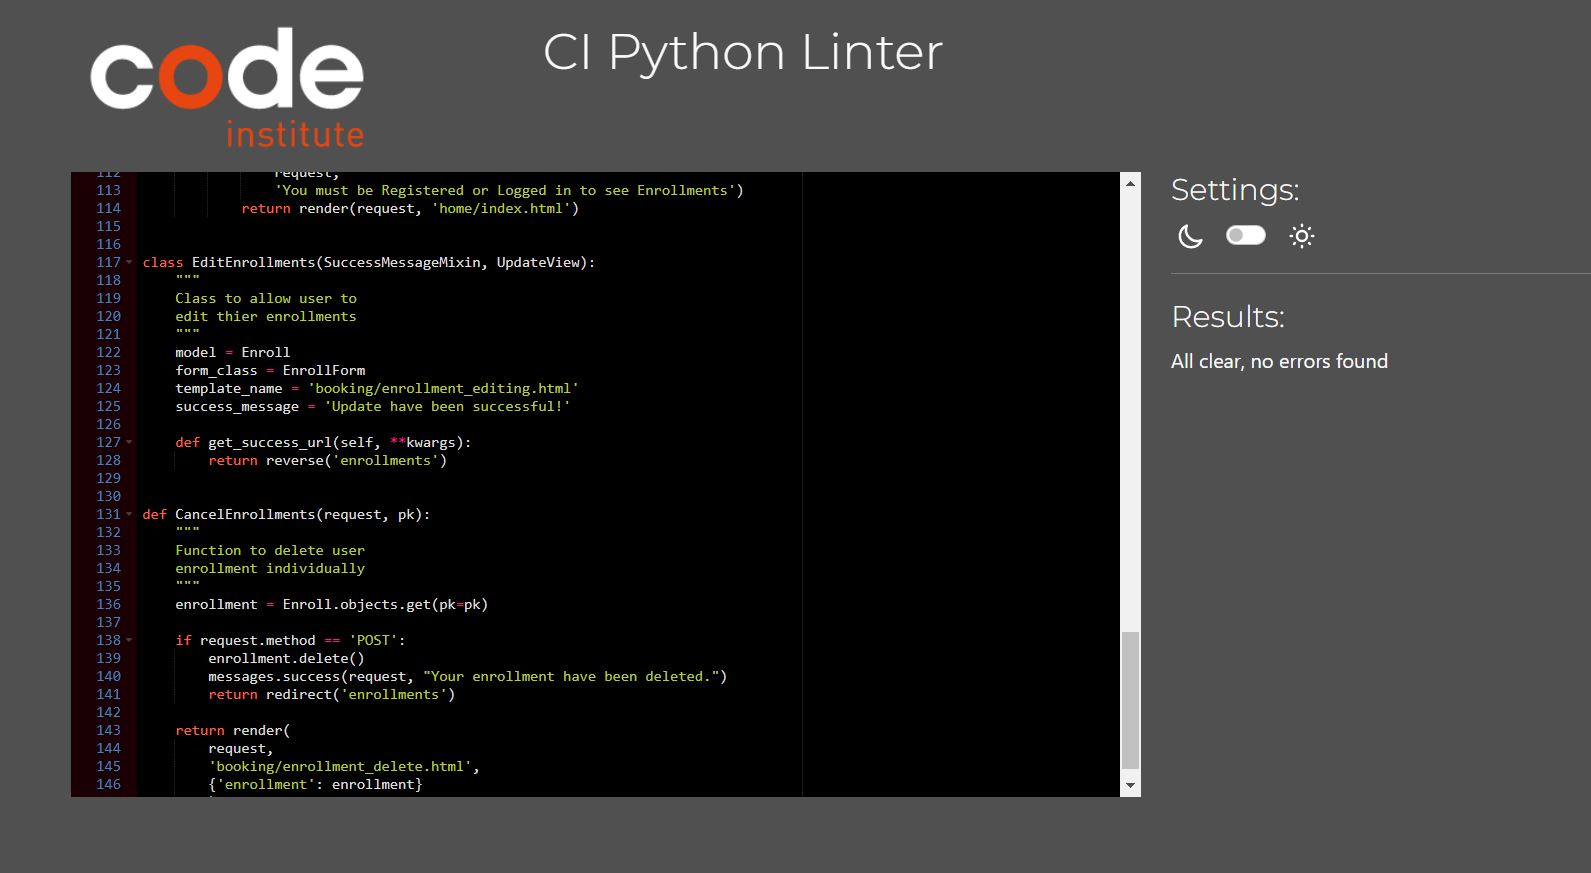 code
institute
CI Python Linter
112 request,
113 'You must be Registered or Logged in to see Enrollments')
114 return render(request, 'home/index.html')
115
116
117 class EditEnrollments(SuccessMessageMixin, UpdateView):
118 """
119 Class to allow user to
120 edit thier enrollments
121 """
122 model = Enroll
123 form_class = EnrollForm
124 template_name = 'booking/enrollment_editing.html'
125 success_message = 'Update have been successful!'
126
127 def get_success_url(self, **kwargs):
128 return reverse('enrollments')
129
130
131 def CancelEnrollments(request, pk):
132 """
133 Function to delete user
134 enrollment individually
135 """
136 enrollment = Enroll.objects.get(pk=pk)
137
138 if request.method == 'POST':
139 enrollment.delete()
140 messages.success(request, "Your enrollment have been deleted.")
141 return redirect('enrollments')
142
143 return render(
144 request,
145 'booking/enrollment_delete.html',
146 {'enrollment': enrollment}
Settings:
Results:
All clear, no errors found